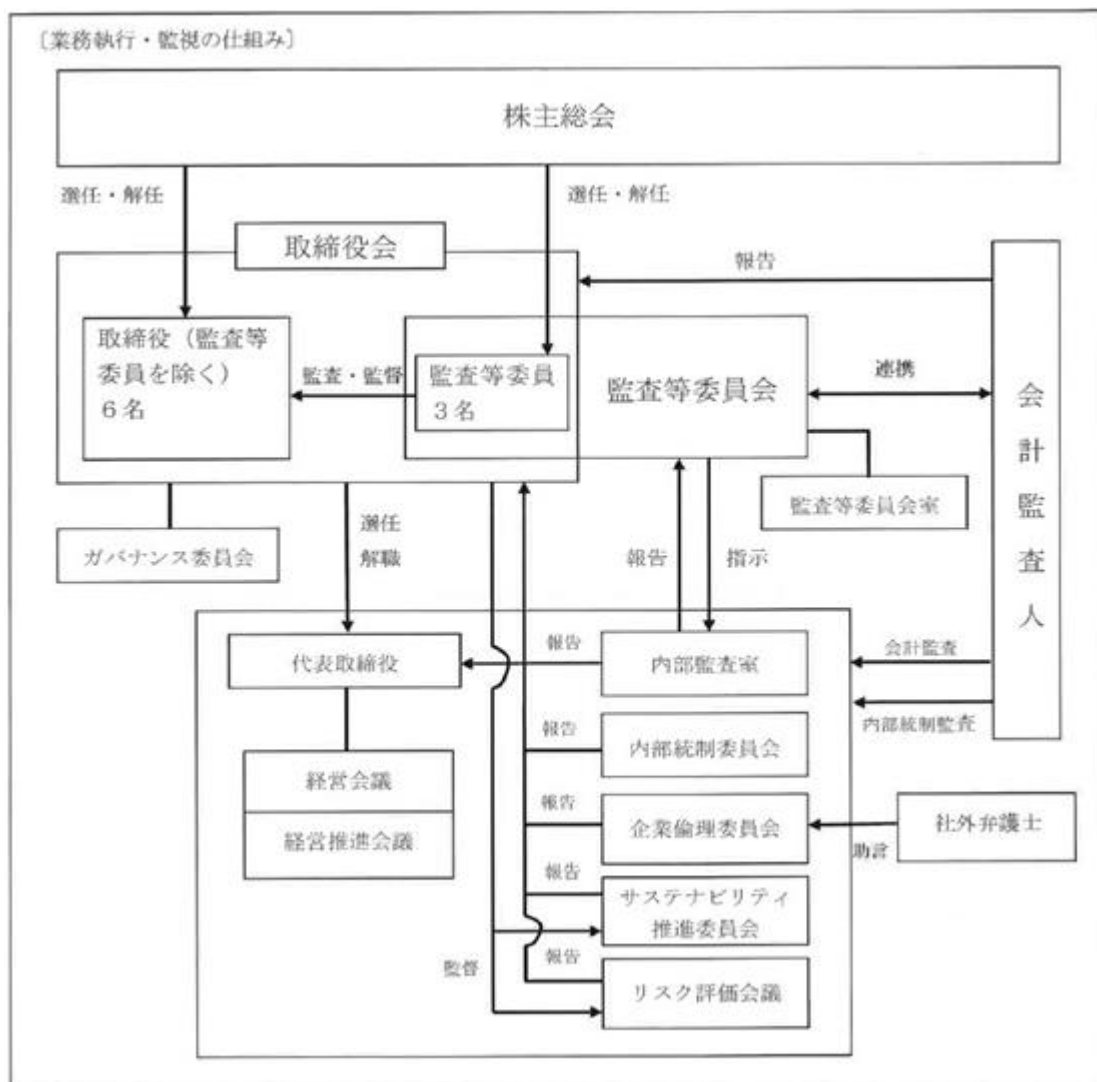 〔業務執行・監視の仕組み〕
株主総会
選任・解任
選任・解任
取締役会
報告
取締役（監査等
委員を除く）
６名
監査・監督
監査等委員
３名
監査等委員会
連携
会計監査人
監査等委員会室
ガバナンス委員会
選任
解職
報告
指示
代表取締役
報告
内部監査室
会計監査
内部統制監査
報告
内部統制委員会
経営会議
経営推進会議
報告
企業倫理委員会
社外弁護士
助言
報告
サステナビリティ
推進委員会
監督
報告
リスク評価会議